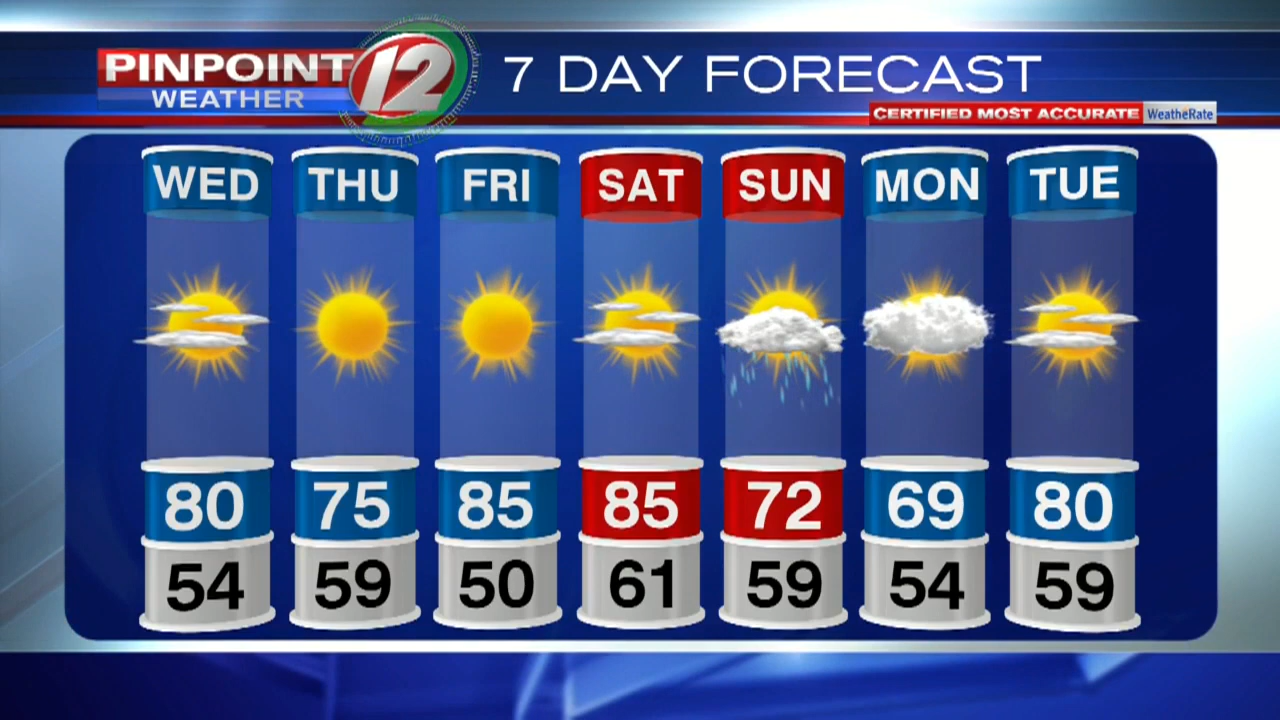 PINPOINT 12 7 DAY FORECAST
WEATHER
CERTIFIED MOST ACCURATE WeatheRate
WED THU FRI SAT SUN MON TUE
80 75 85 85 72 69 80
54 59 50 61 59 54 59